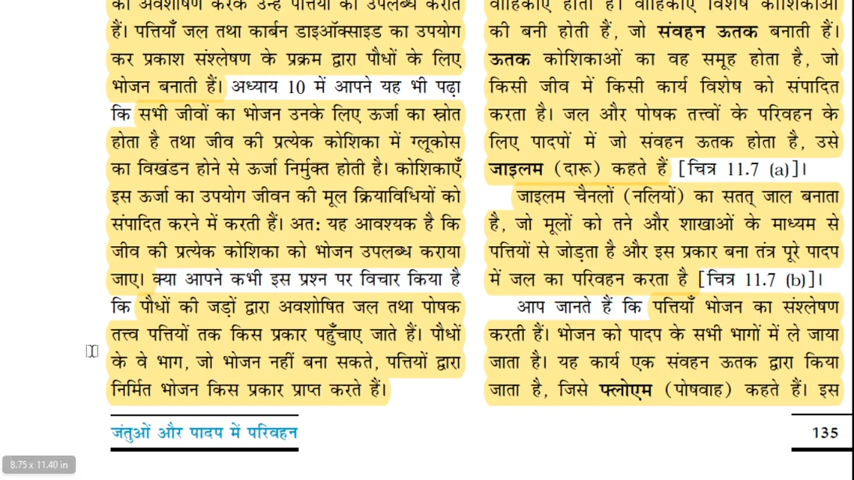 का अवशोषण करके उन्हें पत्तियों को उपलब्ध कराते
हैं। पत्तियाँ जल तथा कार्बन डाइऑक्साइड का उपयोग
कर प्रकाश संश्लेषण के प्रक्रम द्वारा पौधों के लिए
भोजन बनाती हैं। अध्याय 10 में आपने यह भी पढ़ा
कि सभी जीवों का भोजन उनके लिए ऊर्जा का स्रोत
होता है तथा जीव की प्रत्येक कोशिका में ग्लूकोस
का विखंडन होने से ऊर्जा निर्मुक्त होती है। कोशिकाएँ
इस ऊर्जा का उपयोग जीवन की मूल क्रियाविधियों को
संपादित करने में करती हैं। अत: यह आवश्यक है कि
जीव की प्रत्येक कोशिका को भोजन उपलब्ध कराया
जाए। क्या आपने कभी इस प्रश्न पर विचार किया है
कि पौधों की जड़ों द्वारा अवशोषित जल तथा पोषक
तत्त्व पत्तियों तक किस प्रकार पहुँचाए जाते हैं। पौधों
के वे भाग, जो भोजन नहीं बना सकते, पत्तियों द्वारा
निर्मित भोजन किस प्रकार प्राप्त करते हैं।
वाहिकाएँ होती हैं। वाहिकाएँ विशेष कोशिकाओं
की बनी होती हैं, जो संवहन ऊतक बनाती हैं।
ऊतक कोशिकाओं का वह समूह होता है, जो
किसी जीव में किसी कार्य विशेष को संपादित
करता है। जल और पोषक तत्त्वों के परिवहन के
लिए पादपों में जो संवहन ऊतक होता है, उसे
जाइलम (दारू) कहते हैं [चित्र 11.7 (a)]।
जाइलम चैनलों (नलियों) का सतत् जाल बनाता
है, जो मूलों को तने और शाखाओं के माध्यम से
पत्तियों से जोड़ता है और इस प्रकार बना तंत्र पूरे पादप
में जल का परिवहन करता है [चित्र 11.7 (b)]।
आप जानते हैं कि पत्तियाँ भोजन का संश्लेषण
करती हैं। भोजन को पादप के सभी भागों में ले जाया
जाता है। यह कार्य एक संवहन ऊतक द्वारा किया
जाता है, जिसे फ्लोएम (पोषवाह) कहते हैं। इस
जंतुओं और पादप में परिवहन
135
8.75 x 11.40 in